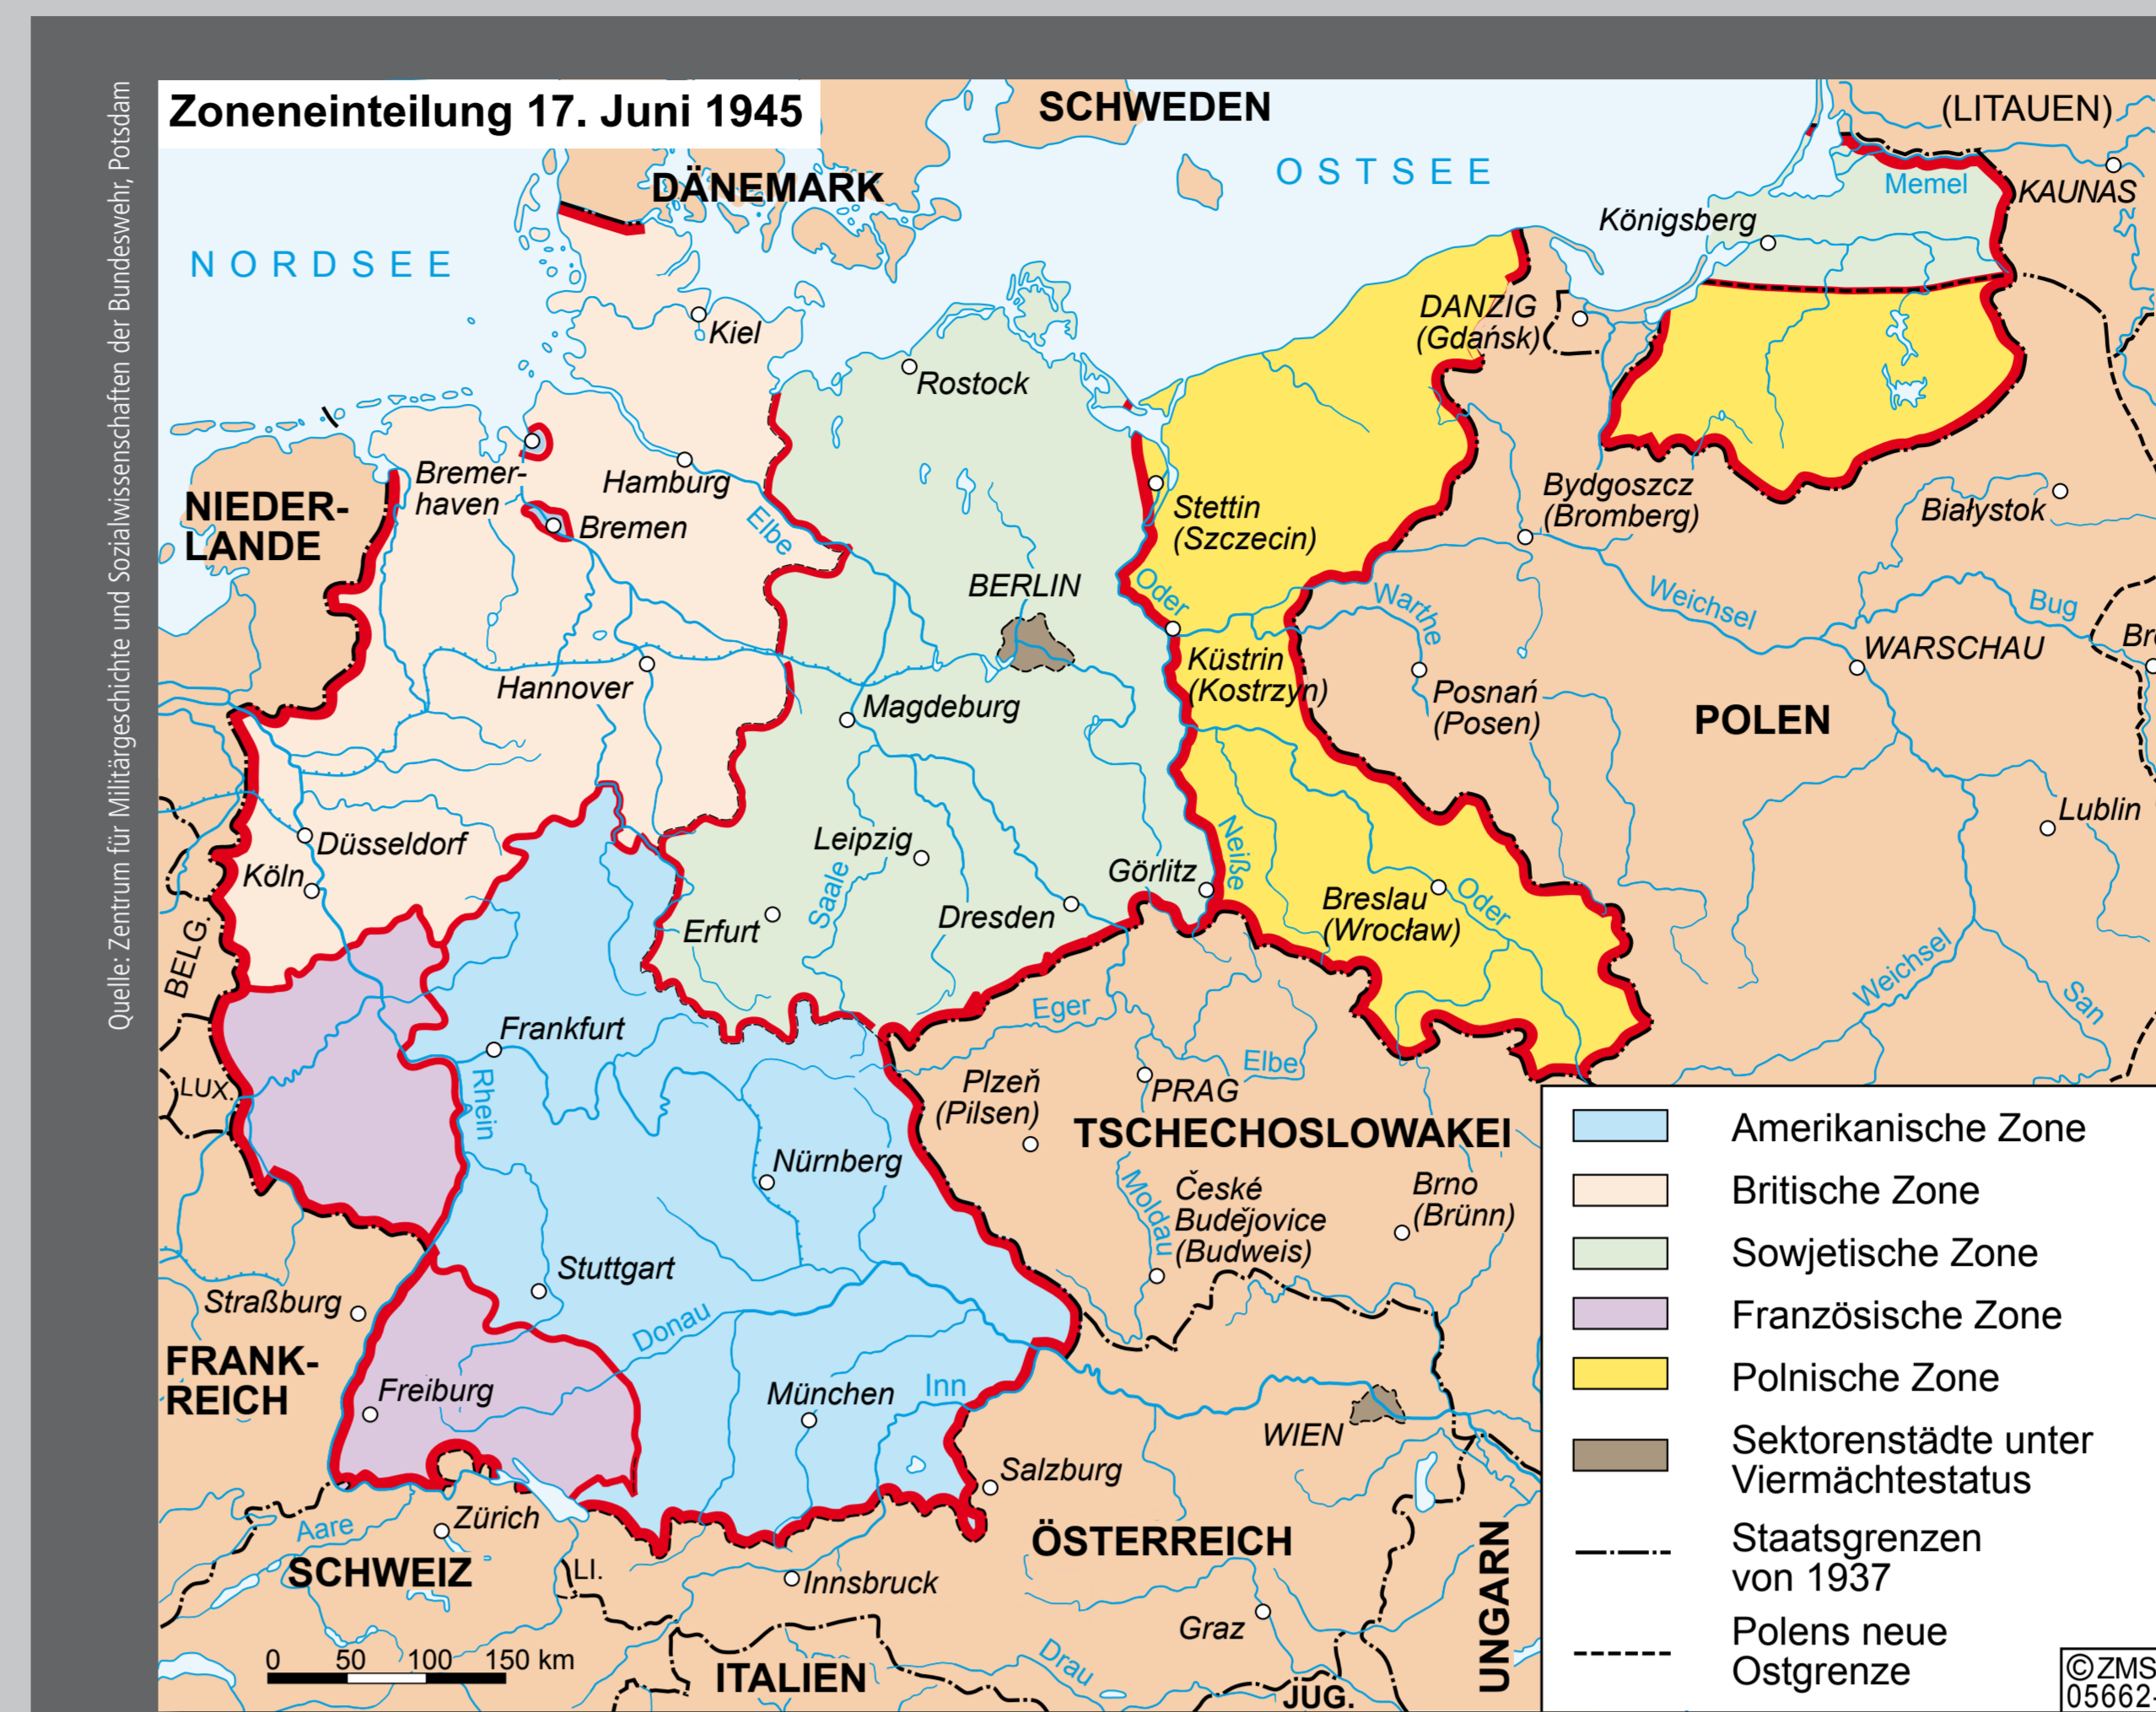 Quelle: Zentrum für Militärgeschichte und Sozialwissenschaften der Bundeswehr, Potsdam
Zoneneinteilung 17. Juni 1945
SCHWEDEN
(LITAUEN)
DÄNEMARK
OSTSEE
Memel
KAUNAS
Königsberg
NORDSEE
DANZIG
(Gdańsk)
Kiel
Rostock
Bremer-
haven
Hamburg
Bremen
Elbe
NIEDER-
LANDE
Stettin
(Szczecin)
Bydgoszcz
(Bromberg)
Białystok
BERLIN
Oder
Warthe
Weichsel
Bug
WARSCHAU
Küstrin
(Kostrzyn)
Hannover
Magdeburg
Posnań
(Posen)
POLEN
Düsseldorf
Köln
Leipzig
Saale
Görlitz
Neiße
Lublin
Erfurt
Dresden
Breslau
(Wrocław)
Oder
BELG.
Weichsel
San
Frankfurt
Eger
Elbe
LUX.
Rhein
Plzeň
(Pilsen)
PRAG
TSCHECHOSLOWAKEI
Nürnberg
Moldau
České
Budějovice
(Budweis)
Brno
(Brünn)
Stuttgart
Straßburg
Donau
FRANK-
REICH
Freiburg
München
Inn
WIEN
Salzburg
Zürich
Aare
SCHWEIZ
LI.
Innsbruck
ÖSTERREICH
UNGARN
Graz
Drau
ITALIEN
JUG.
0 50 100 150 km
Amerikanische Zone
Britische Zone
Sowjetische Zone
Französische Zone
Polnische Zone
Sektorenstädte unter
Viermächtestatus
Staatsgrenzen
von 1937
Polens neue
Ostgrenze
©ZMS
05662-